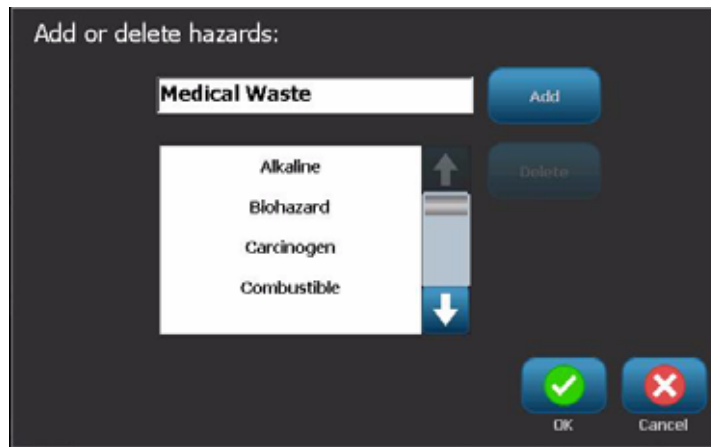 Add or delete hazards:
Medical Waste
Add
Alkaline
Delete
Biohazard
Carcinogen
Combustible
OK
Cancel